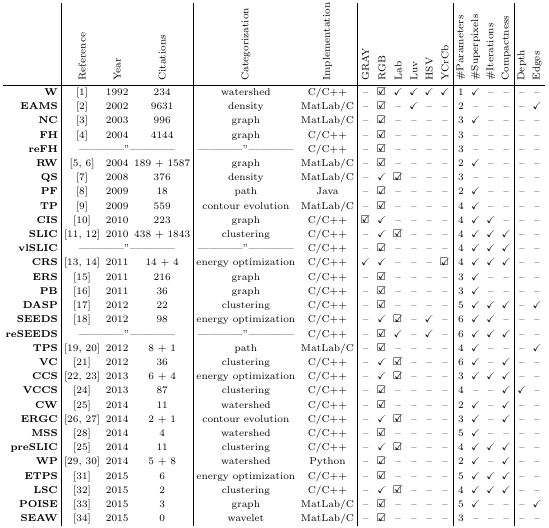 Reference Year Citations Categorization Implementation GRAY RGB Lab Luv HSV YCrCb #Parameters #Superpixels #Iterations Compactness Depth Edges
W [1] 1992 234 watershed C/C++ – ☑ ✓ ✓ ✓ ✓ 1 ✓ – – – –
EAMS [2] 2002 9631 density MatLab/C – ☑ – ✓ – – 2 – – – – ✓
NC [3] 2003 996 graph MatLab/C – ☑ – – – – 3 ✓ – – – –
FH [4] 2004 4144 graph C/C++ – ☑ – – – – 3 – – – – –
reFH ————"———— ————"———— C/C++ – ☑ – – – – 3 – – – – –
RW [5, 6] 2004 189 + 1587 graph MatLab/C – ☑ – – – – 2 ✓ – – – –
QS [7] 2008 376 density MatLab/C – ✓ ☑ – – – 3 – – – – –
PF [8] 2009 18 path Java – ☑ – – – – 2 ✓ – – – –
TP [9] 2009 559 contour evolution MatLab/C – ☑ – – – – 4 ✓ – – – –
CIS [10] 2010 223 graph C/C++ ☑ ✓ – – – – 4 ✓ ✓ – – –
SLIC [11, 12] 2010 438 + 1843 clustering C/C++ – ✓ ☑ – – – 4 ✓ ✓ ✓ – –
vlSLIC ————"———— ————"———— C/C++ – ☑ – – – – 4 ✓ ✓ ✓ – –
CRS [13, 14] 2011 14 + 4 energy optimization C/C++ ✓ ✓ – – – ☑ 4 ✓ ✓ ✓ – –
ERS [15] 2011 216 graph C/C++ – ☑ – – – – 3 ✓ – – – –
PB [16] 2011 36 graph C/C++ – ☑ – – – – 3 ✓ – – – –
DASP [17] 2012 22 clustering C/C++ – ☑ – – – – 5 ✓ ✓ ✓ – ✓
SEEDS [18] 2012 98 energy optimization C/C++ – ✓ ☑ – ✓ – 6 ✓ ✓ – – –
reSEEDS ————"———— ————"———— C/C++ – ☑ ✓ – ✓ – 6 ✓ ✓ ✓ – –
TPS [19, 20] 2012 8 + 1 path MatLab/C – ☑ – – – – 4 ✓ – – – ✓
VC [21] 2012 36 clustering C/C++ – ✓ ☑ – – – 6 ✓ – ✓ – –
CCS [22, 23] 2013 6 + 4 energy optimization C/C++ – ✓ ☑ – – – 3 ✓ ✓ ✓ – –
VCCS [24] 2013 87 clustering C/C++ – ☑ – – – – 4 – – ✓ ✓ –
CW [25] 2014 11 watershed C/C++ – ☑ – – – – 2 ✓ – ✓ – –
ERGC [26, 27] 2014 2 + 1 contour evolution C/C++ – ✓ ☑ – – – 3 ✓ – ✓ – –
MSS [28] 2014 4 watershed C/C++ – ☑ – – – – 5 ✓ – – – –
preSLIC [25] 2014 11 clustering C/C++ – ✓ ☑ – – – 4 ✓ ✓ ✓ – –
WP [29, 30] 2014 5 + 8 watershed Python – ☑ – – – – 2 ✓ – ✓ – –
ETPS [31] 2015 6 energy optimization C/C++ – ☑ – – – – 5 ✓ ✓ ✓ – –
LSC [32] 2015 2 clustering C/C++ – ✓ ☑ – – – 4 ✓ ✓ ✓ – –
POISE [33] 2015 3 graph MatLab/C – ☑ – – – – 5 ✓ – – – ✓
SEAW [34] 2015 0 wavelet MatLab/C – ☑ – – – – 3 – – – – –